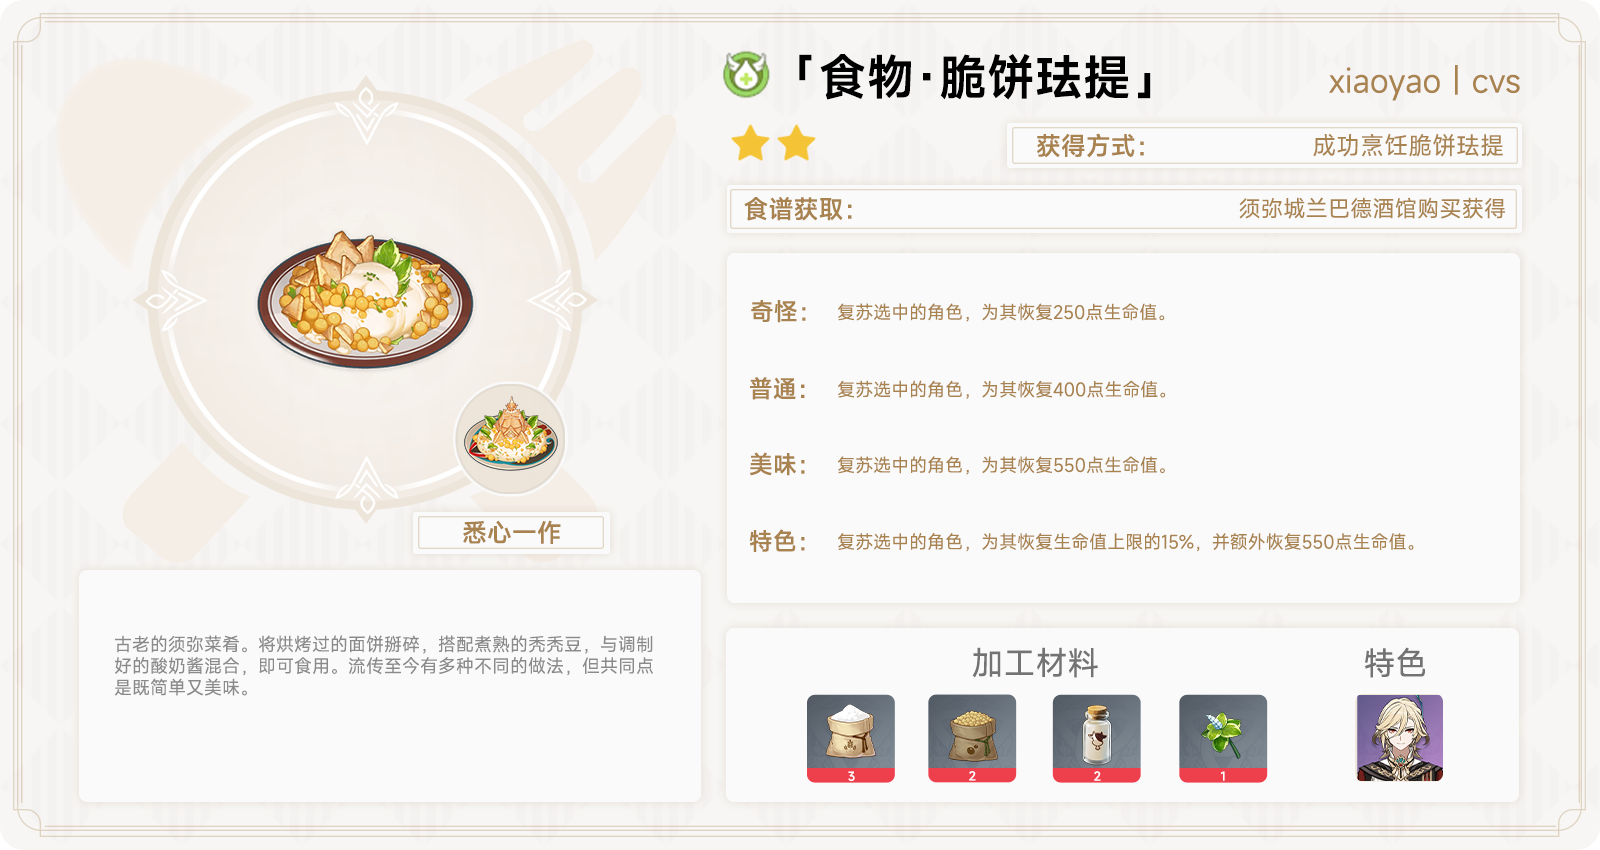 「食物·脆饼珐提」
xiaoyao | cvs
获得方式：
成功烹饪脆饼珐提
食谱获取：
须弥城兰巴德酒馆购买获得
奇怪：
复苏选中的角色，为其恢复250点生命值。
普通：
复苏选中的角色，为其恢复400点生命值。
美味：
复苏选中的角色，为其恢复550点生命值。
特色：
复苏选中的角色，为其恢复生命值上限的15%，并额外恢复550点生命值。
悉心一作
古老的须弥菜肴。将烘烤过的面饼掰碎，搭配煮熟的秃秃豆，与调制
好的酸奶酱混合，即可食用。流传至今有多种不同的做法，但共同点
是既简单又美味。
加工材料
特色
3
2
2
1